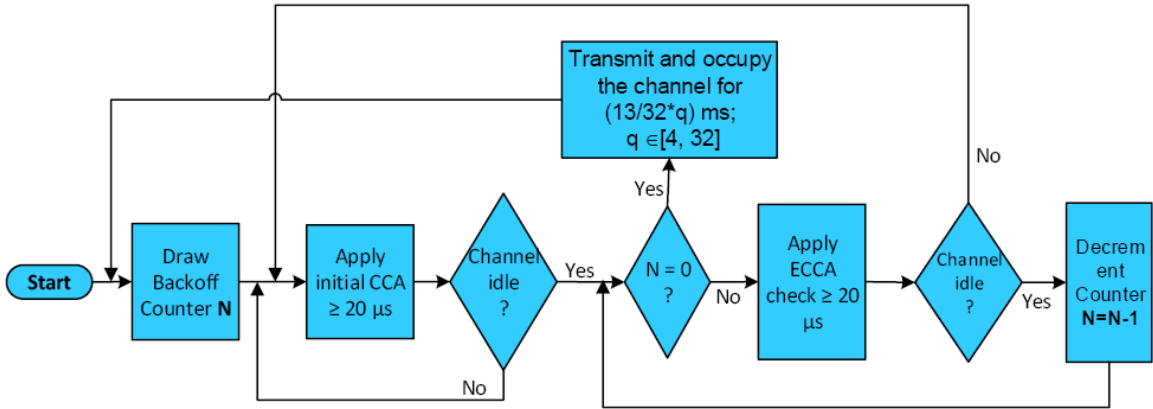 Start
Draw
Backoff
Counter N
Apply
initial CCA
≥ 20 µs
Channel
idle
?
No
Yes
Transmit and occupy
the channel for
(13/32*q) ms;
q ∈[4, 32]
Yes
N = 0
?
No
Apply
ECCA
check ≥ 20
µs
Channel
idle
?
No
Yes
Decrem
ent
Counter
N=N-1